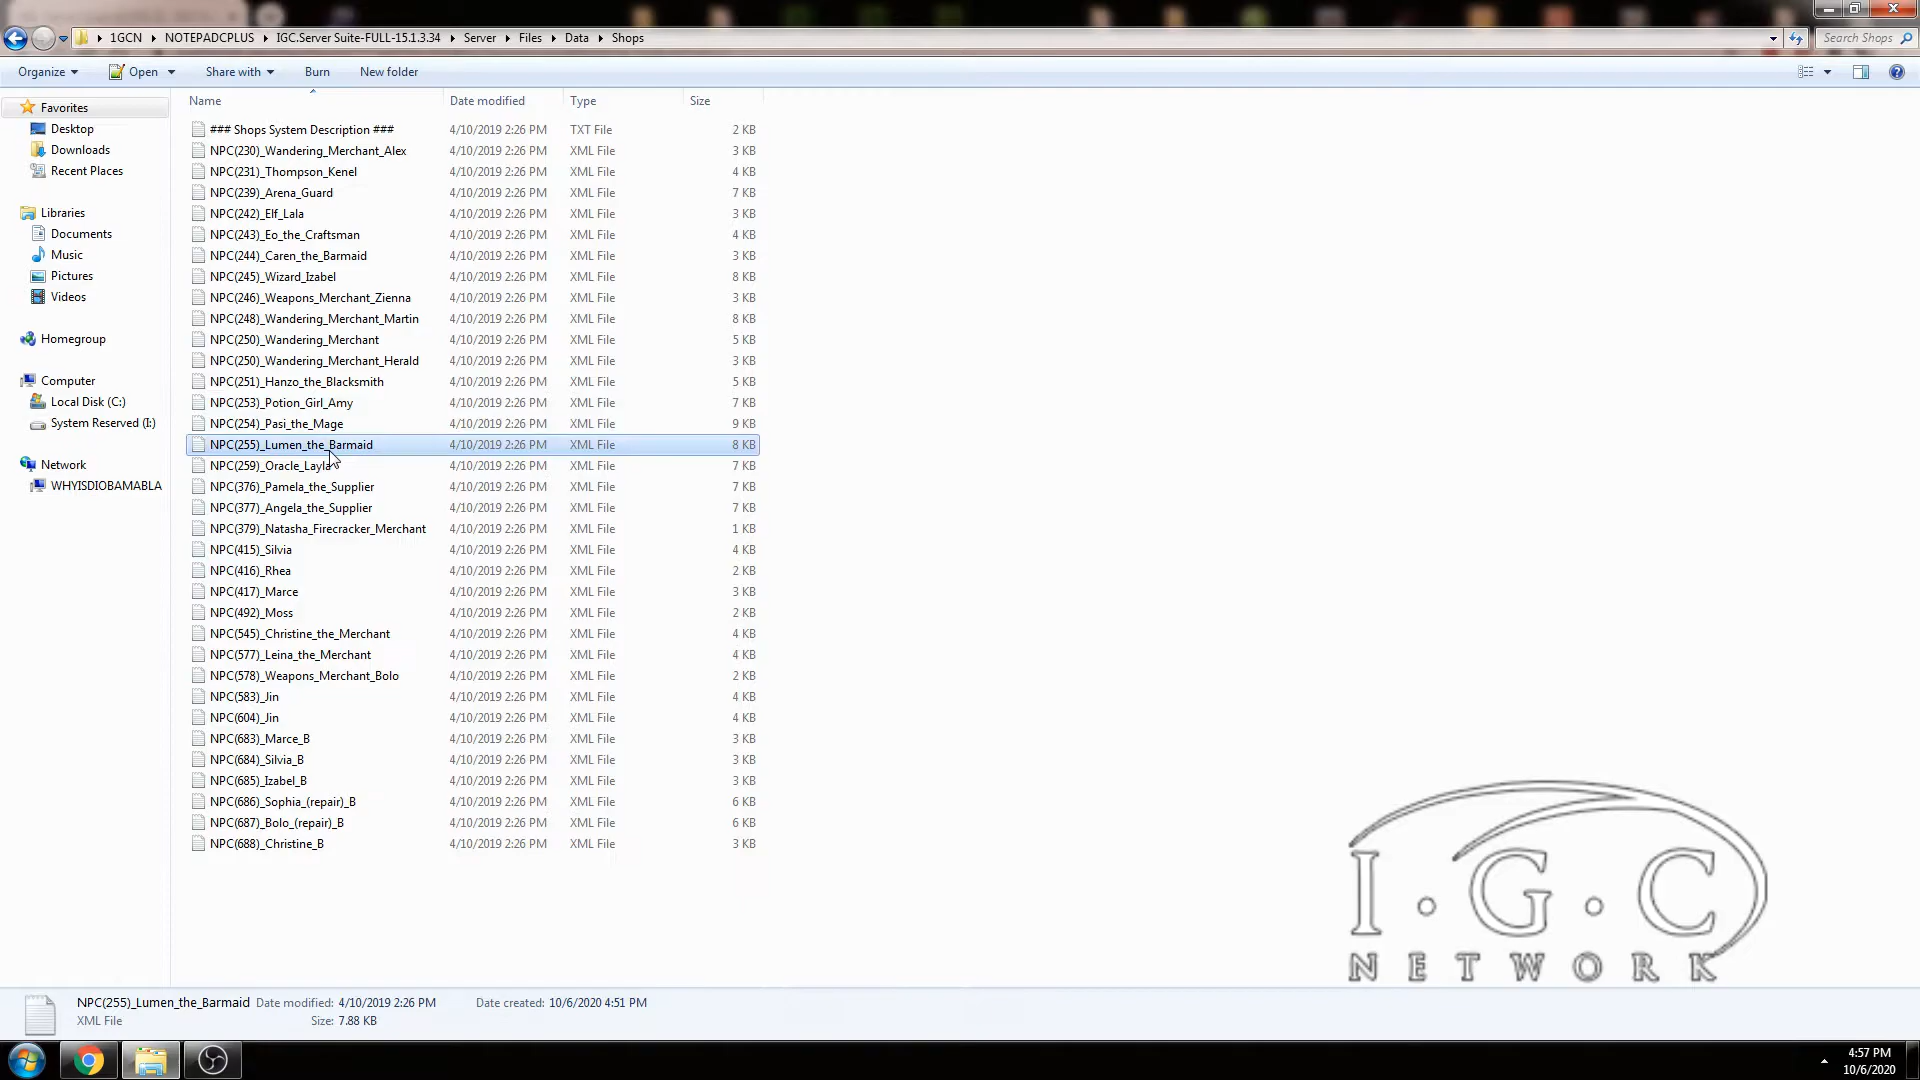 1GCN NOTEPADCPLUS IGC.Server Suite-FULL-15.1.3.34 Server Files Data Shops Search Shops
Organize Open Share with Burn New folder
Name Date modified Type Size
Favorites
Desktop
Downloads
Recent Places
Libraries
Documents
Music
Pictures
Videos
Homegroup
Computer
Local Disk (C:)
System Reserved (I:)
Network
WHYISDIOBAMABLA
### Shops System Description ### 4/10/2019 2:26 PM TXT File 2 KB
NPC(230)_Wandering_Merchant_Alex 4/10/2019 2:26 PM XML File 3 KB
NPC(231)_Thompson_Kenel 4/10/2019 2:26 PM XML File 4 KB
NPC(239)_Arena_Guard 4/10/2019 2:26 PM XML File 7 KB
NPC(242)_Elf_Lala 4/10/2019 2:26 PM XML File 3 KB
NPC(243)_Eo_the_Craftsman 4/10/2019 2:26 PM XML File 4 KB
NPC(244)_Caren_the_Barmaid 4/10/2019 2:26 PM XML File 3 KB
NPC(245)_Wizard_Izabel 4/10/2019 2:26 PM XML File 8 KB
NPC(246)_Weapons_Merchant_Zienna 4/10/2019 2:26 PM XML File 3 KB
NPC(248)_Wandering_Merchant_Martin 4/10/2019 2:26 PM XML File 8 KB
NPC(250)_Wandering_Merchant 4/10/2019 2:26 PM XML File 5 KB
NPC(250)_Wandering_Merchant_Herald 4/10/2019 2:26 PM XML File 3 KB
NPC(251)_Hanzo_the_Blacksmith 4/10/2019 2:26 PM XML File 5 KB
NPC(253)_Potion_Girl_Amy 4/10/2019 2:26 PM XML File 7 KB
NPC(254)_Pasi_the_Mage 4/10/2019 2:26 PM XML File 9 KB
NPC(255)_Lumen_the_Barmaid 4/10/2019 2:26 PM XML File 8 KB
NPC(259)_Oracle_Layla 4/10/2019 2:26 PM XML File 7 KB
NPC(376)_Pamela_the_Supplier 4/10/2019 2:26 PM XML File 7 KB
NPC(377)_Angela_the_Supplier 4/10/2019 2:26 PM XML File 7 KB
NPC(379)_Natasha_Firecracker_Merchant 4/10/2019 2:26 PM XML File 1 KB
NPC(415)_Silvia 4/10/2019 2:26 PM XML File 4 KB
NPC(416)_Rhea 4/10/2019 2:26 PM XML File 2 KB
NPC(417)_Marce 4/10/2019 2:26 PM XML File 3 KB
NPC(492)_Moss 4/10/2019 2:26 PM XML File 2 KB
NPC(545)_Christine_the_Merchant 4/10/2019 2:26 PM XML File 4 KB
NPC(577)_Leina_the_Merchant 4/10/2019 2:26 PM XML File 4 KB
NPC(578)_Weapons_Merchant_Bolo 4/10/2019 2:26 PM XML File 2 KB
NPC(583)_Jin 4/10/2019 2:26 PM XML File 4 KB
NPC(604)_Jin 4/10/2019 2:26 PM XML File 4 KB
NPC(683)_Marce_B 4/10/2019 2:26 PM XML File 3 KB
NPC(684)_Silvia_B 4/10/2019 2:26 PM XML File 3 KB
NPC(685)_Izabel_B 4/10/2019 2:26 PM XML File 3 KB
NPC(686)_Sophia_(repair)_B 4/10/2019 2:26 PM XML File 6 KB
NPC(687)_Bolo_(repair)_B 4/10/2019 2:26 PM XML File 6 KB
NPC(688)_Christine_B 4/10/2019 2:26 PM XML File 3 KB
I.G.C
NETWORK
NPC(255)_Lumen_the_Barmaid Date modified: 4/10/2019 2:26 PM Date created: 10/6/2020 4:51 PM
XML File Size: 7.88 KB
4:57 PM
10/6/2020